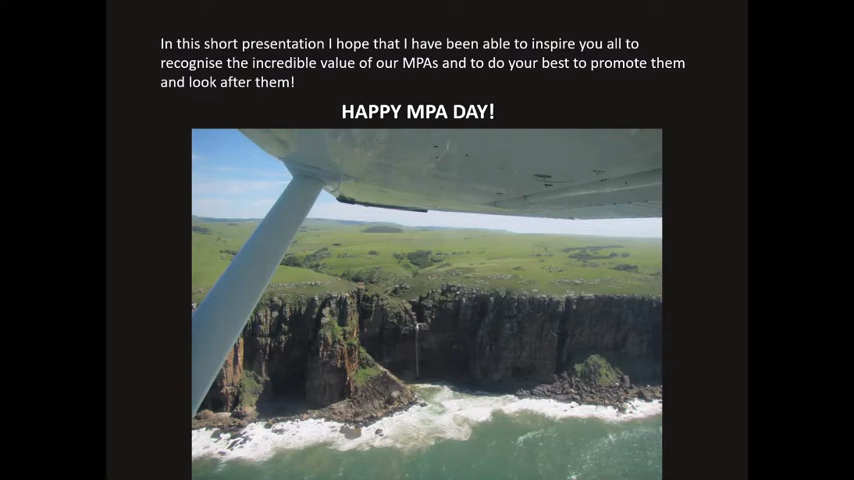 In this short presentation I hope that I have been able to inspire you all to
recognise the incredible value of our MPAs and to do your best to promote them
and look after them!
HAPPY MPA DAY!